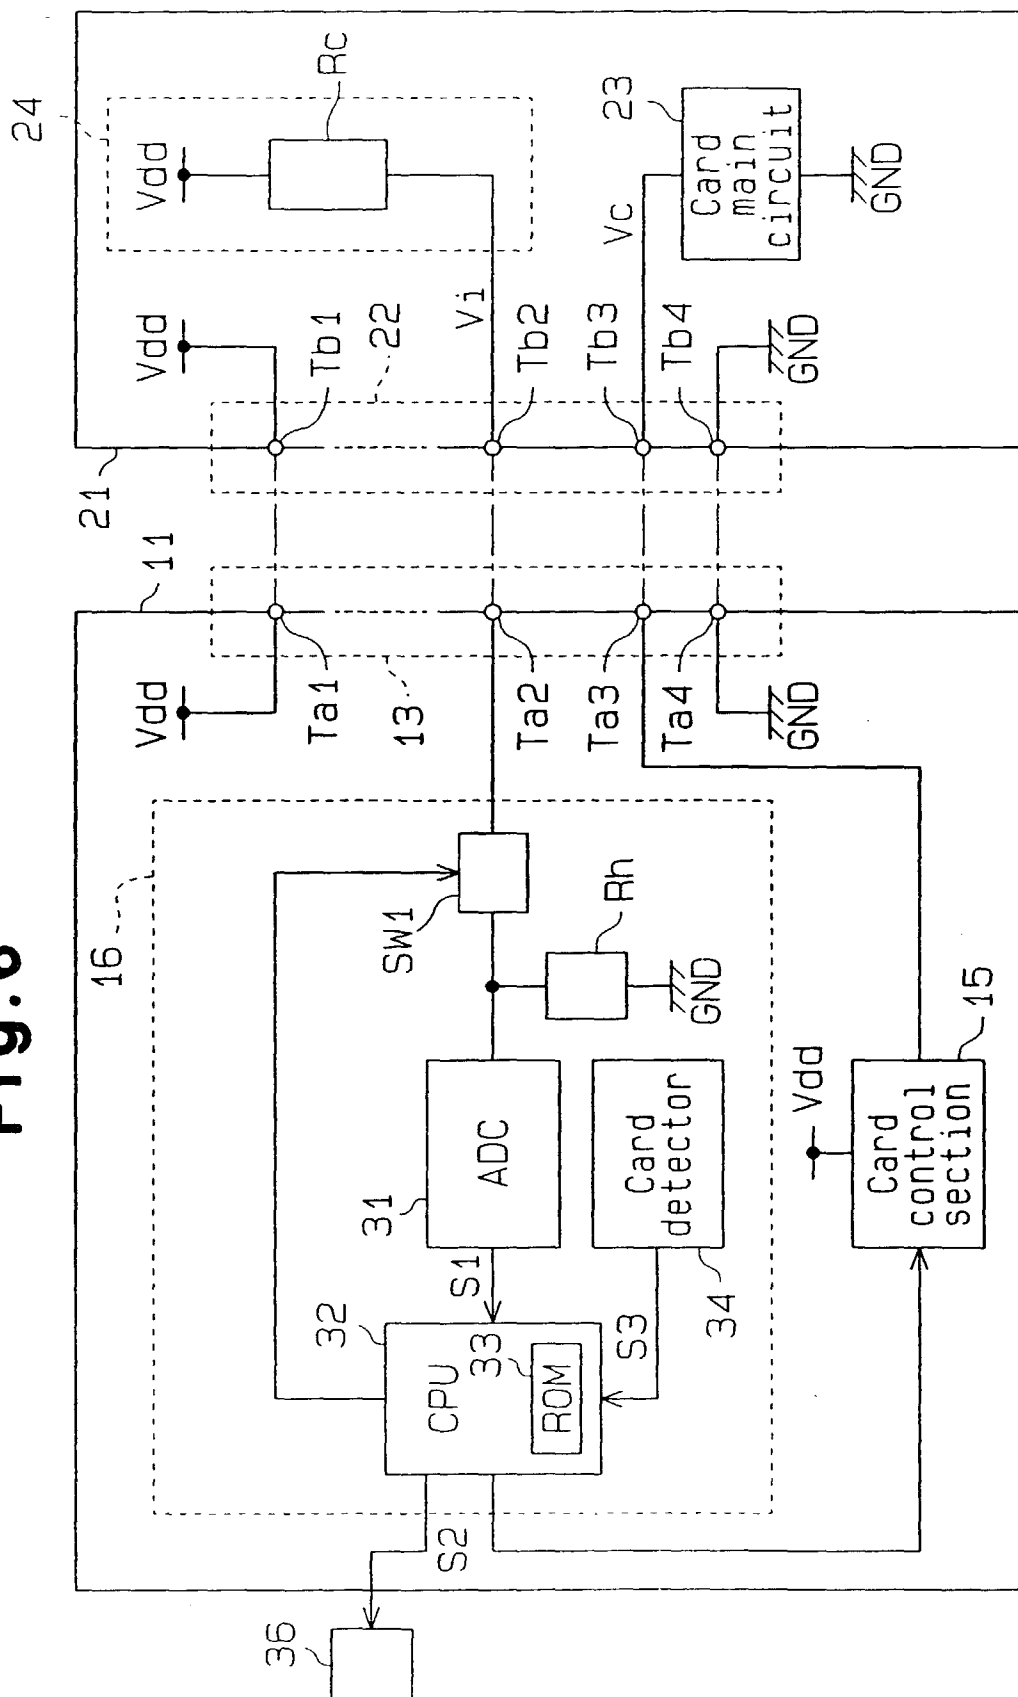 Fig.6
11
Vdd
16
SW1
Rh
GND
31
ADC
S1
32
CPU
33
ROM
Card
detector
34
S3
S2
36
Vdd
Card
control
section
15
Ta1
13
Ta2
Ta3
Ta4
GND
21
Vdd
Tb1
22
Vi
Tb2
Tb3
Tb4
GND
24
Vdd
Rc
Vc
23
Card
main
circuit
GND